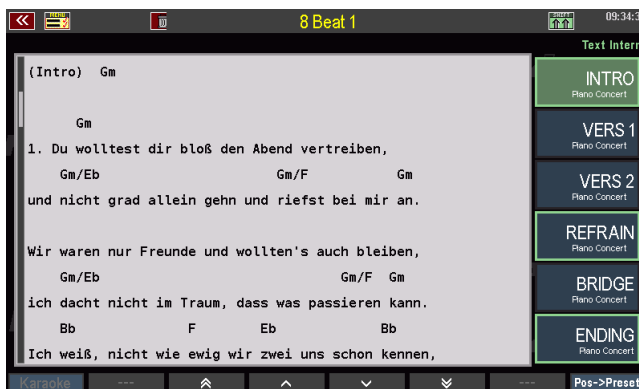 MENU
8 Beat 1
SHIFT
09:34:3
Text Intern
(Intro)  Gm
Gm
1. Du wolltest dir bloß den Abend vertreiben,
Gm/Eb Gm/F Gm
und nicht grad allein gehn und riefst bei mir an.
Wir waren nur Freunde und wollten's auch bleiben,
Gm/Eb Gm/F Gm
ich dacht nicht im Traum, dass was passieren kann.
Bb F Eb Bb
Ich weiß, nicht wie ewig wir zwei uns schon kennen,
INTRO
Piano Concert
VERS 1
Piano Concert
VERS 2
Piano Concert
REFRAIN
Piano Concert
BRIDGE
Piano Concert
ENDING
Piano Concert
Karaoke --- --- Pos->Preset